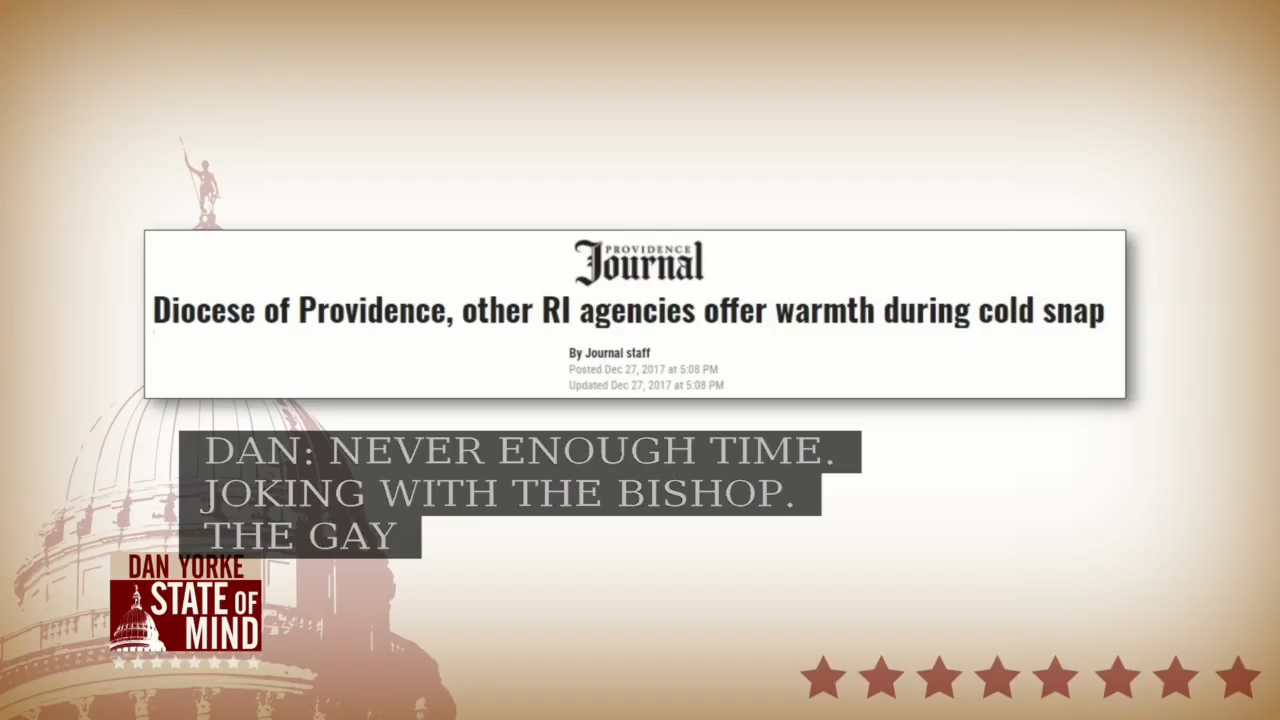 PROVIDENCE
Journal
Diocese of Providence, other RI agencies offer warmth during cold snap
By Journal staff
Posted Dec 27, 2017 at 5:08 PM
Updated Dec 27, 2017 at 5:08 PM
DAN: NEVER ENOUGH TIME.
JOKING WITH THE BISHOP.
THE GAY
DAN YORKE
STATE OF
MIND